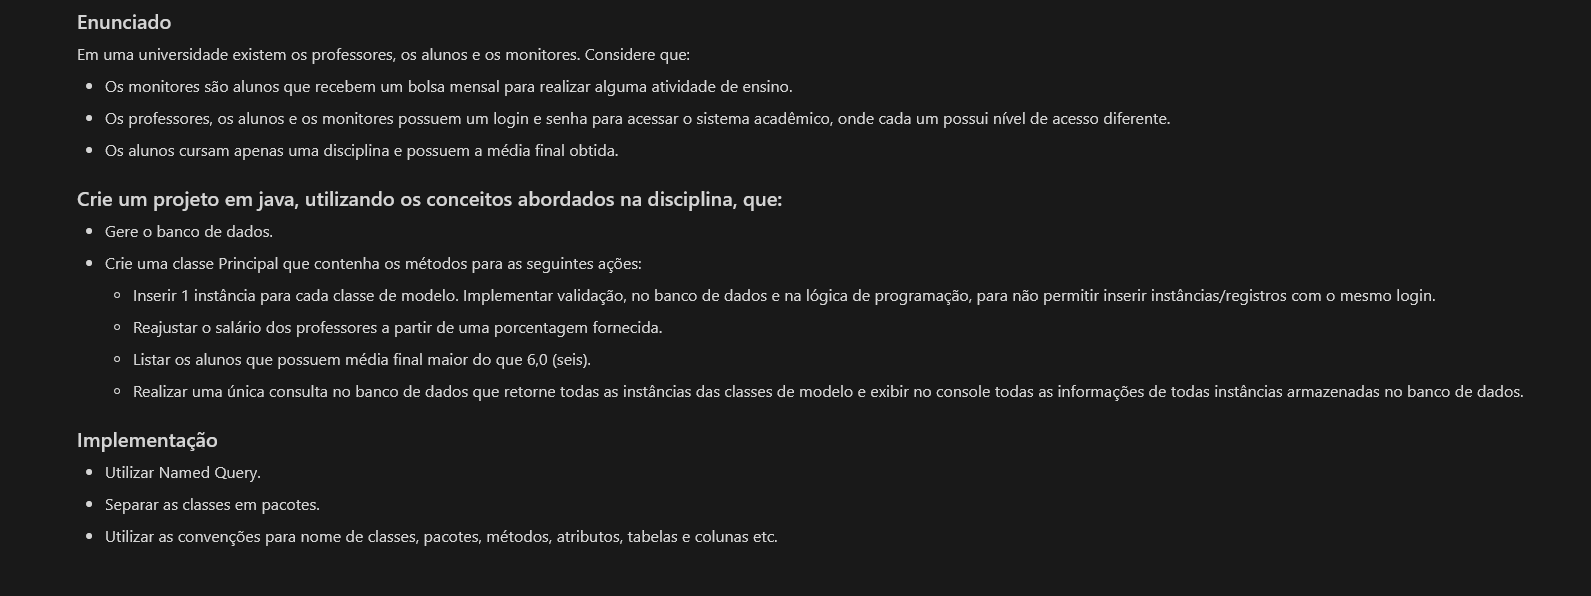 Enunciado
Em uma universidade existem os professores, os alunos e os monitores. Considere que:
• Os monitores são alunos que recebem um bolsa mensal para realizar alguma atividade de ensino.
• Os professores, os alunos e os monitores possuem um login e senha para acessar o sistema acadêmico, onde cada um possui nível de acesso diferente.
• Os alunos cursam apenas uma disciplina e possuem a média final obtida.
Crie um projeto em java, utilizando os conceitos abordados na disciplina, que:
• Gere o banco de dados.
• Crie uma classe Principal que contenha os métodos para as seguintes ações:
◦ Inserir 1 instância para cada classe de modelo. Implementar validação, no banco de dados e na lógica de programação, para não permitir inserir instâncias/registros com o mesmo login.
◦ Reajustar o salário dos professores a partir de uma porcentagem fornecida.
◦ Listar os alunos que possuem média final maior do que 6,0 (seis).
◦ Realizar uma única consulta no banco de dados que retorne todas as instâncias das classes de modelo e exibir no console todas as informações de todas instâncias armazenadas no banco de dados.
Implementação
• Utilizar Named Query.
• Separar as classes em pacotes.
• Utilizar as convenções para nome de classes, pacotes, métodos, atributos, tabelas e colunas etc.